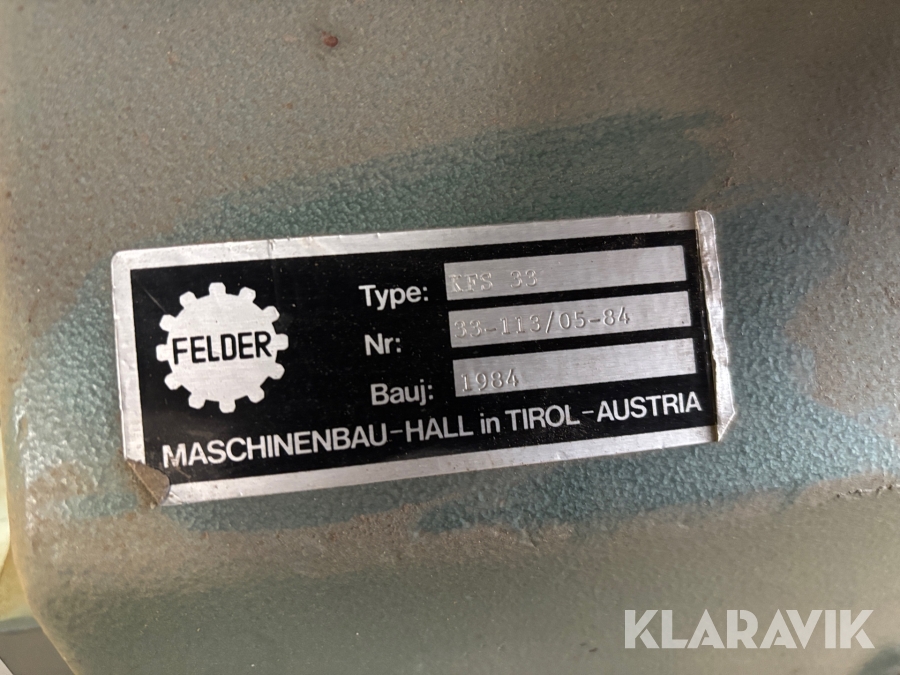 FELDER
Type: KFS 33
Nr: 33-113/05-84
Bauj: 1984
MASCHINENBAU-HALL in TIROL-AUSTRIA
KLARAVIK